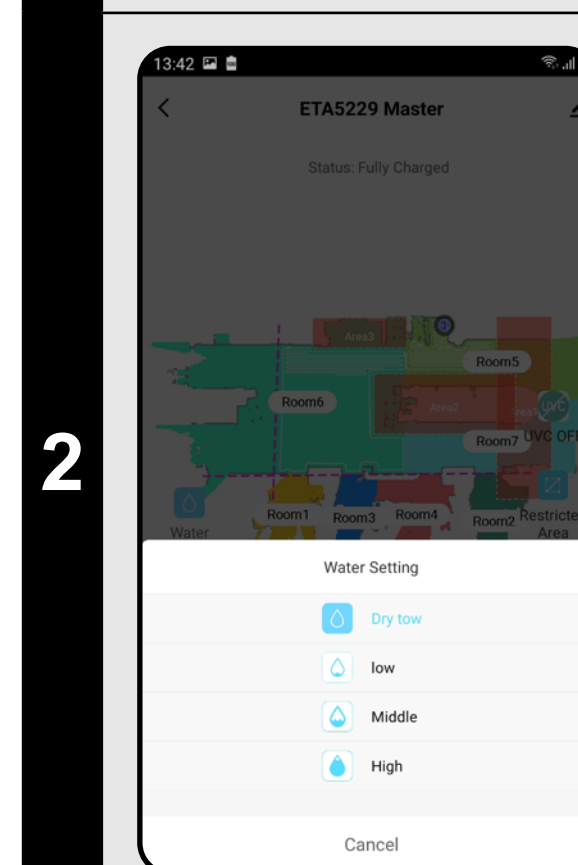 13:42
ETA5229 Master
Status: Fully Charged
Area3
Room5
Room6
Area2
Area1
UVC
Room7
UVC OFF
2
Room1
Room3
Room4
Room2
Restricte
Area
Water
Water Setting
Dry tow
low
Middle
High
Cancel